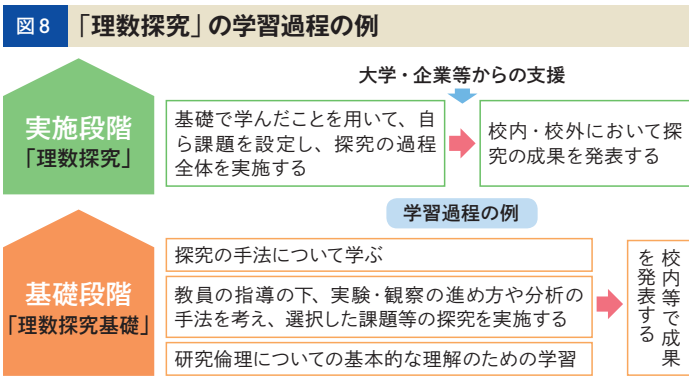 図8 「理数探究」の学習過程の例
大学・企業等からの支援
実施段階
「理数探究」
基礎で学んだことを用いて、自
ら課題を設定し、探究の過程
全体を実施する
校内・校外において探
究の成果を発表する
学習過程の例
基礎段階
「理数探究基礎」
探究の手法について学ぶ
教員の指導の下、実験・観察の進め方や分析の
手法を考え、選択した課題等の探究を実施する
研究倫理についての基本的な理解のための学習
校内等で成果
を発表する